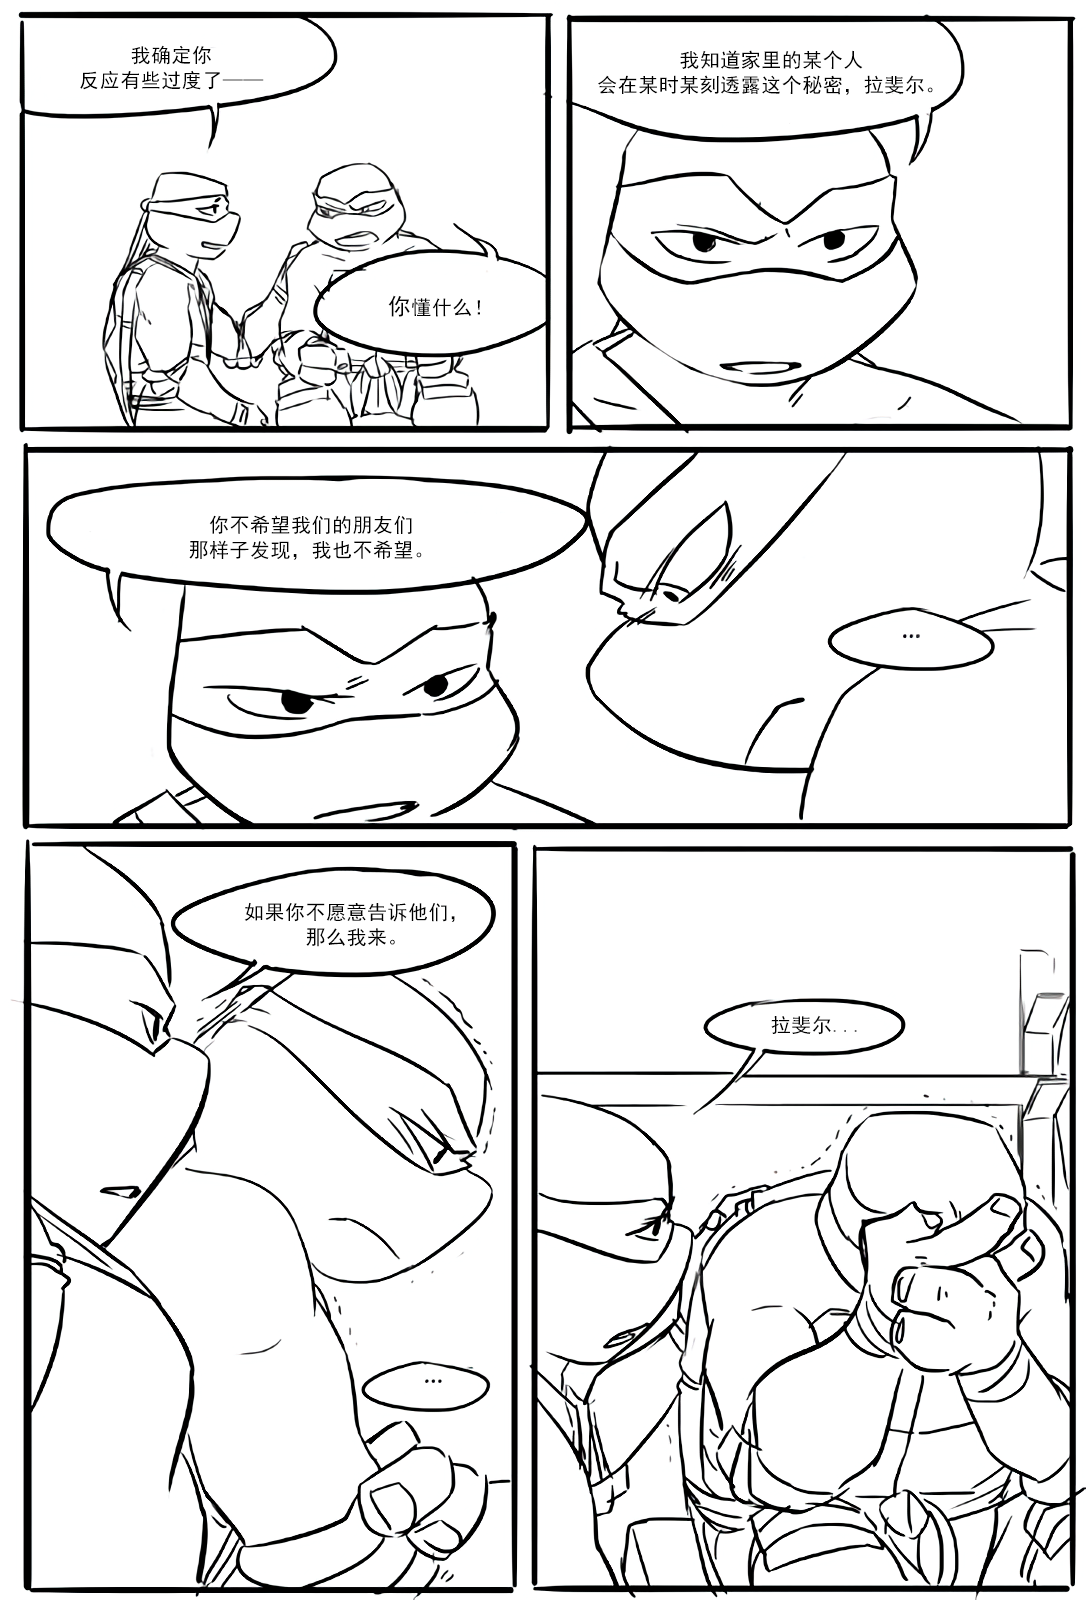 我确定你
反应有些过度了——
你懂什么！
我知道家里的某个人
会在某时某刻透露这个秘密，拉斐尔。
你不希望我们的朋友们
那样子发现，我也不希望。
…
如果你不愿意告诉他们，
那么我来。
…
拉斐尔...